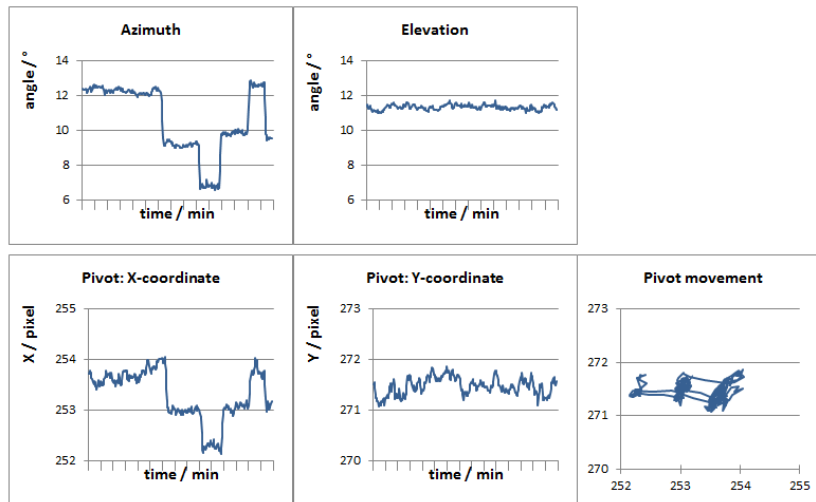 Azimuth
angle / °
14
12
10
8
6
time / min
Elevation
angle / °
14
12
10
8
6
time / min
Pivot: X-coordinate
X / pixel
255
254
253
252
time / min
Pivot: Y-coordinate
Y / pixel
273
272
271
270
time / min
Pivot movement
273
272
271
270
252 253 254 255